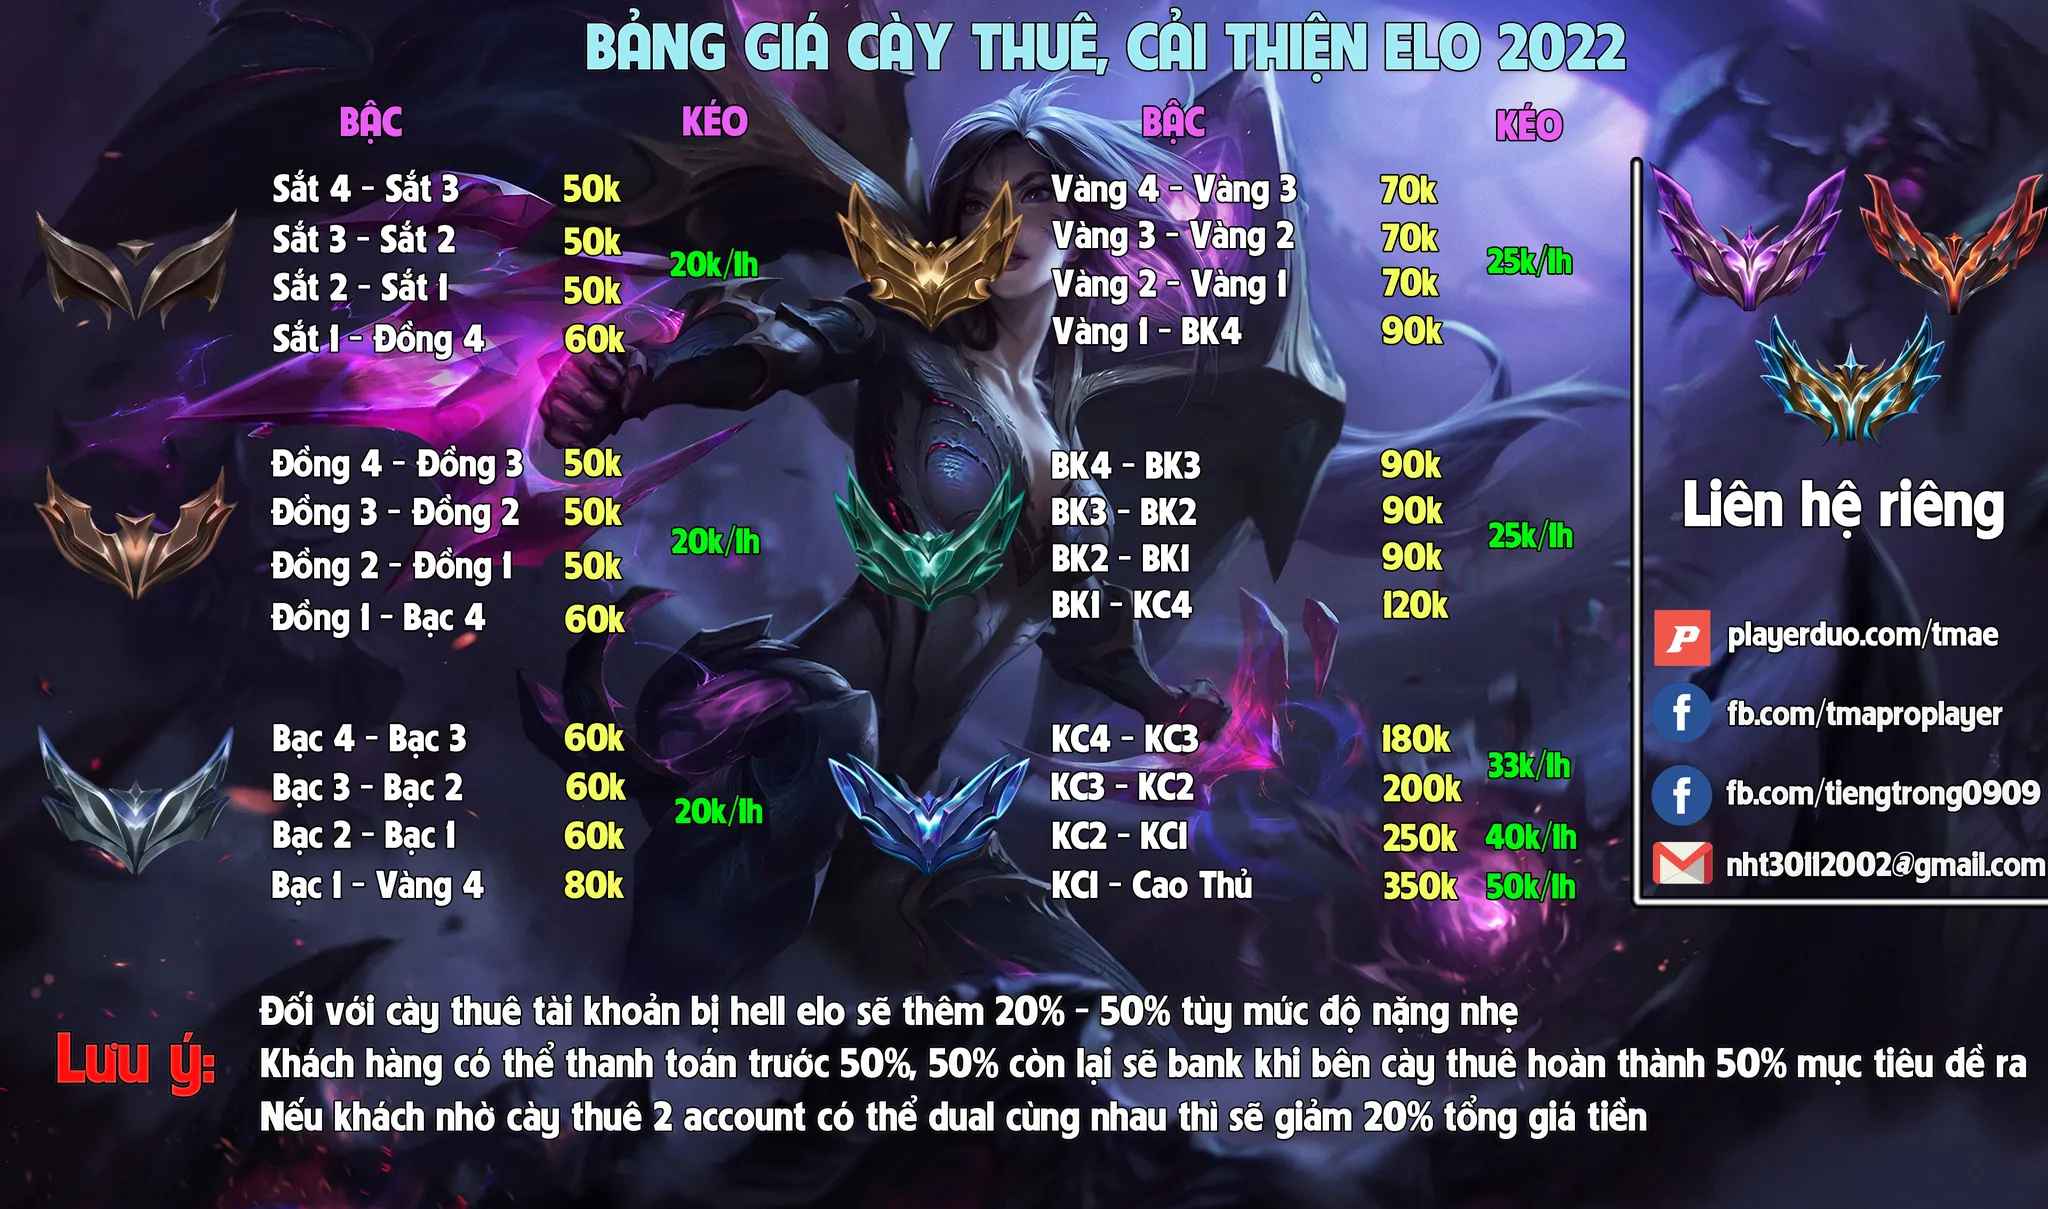 BẢNG GIÁ CÀY THUÊ, CẢI THIỆN ELO 2022
BẬC KÉO
Sắt 4 - Sắt 3 50k
Sắt 3 - Sắt 2 50k
20k/1h
Sắt 2 - Sắt 1 50k
Sắt 1 - Đồng 4 60k
Đồng 4 - Đồng 3 50k
Đồng 3 - Đồng 2 50k
20k/1h
Đồng 2 - Đồng 1 50k
Đồng 1 - Bạc 4 60k
Bạc 4 - Bạc 3 60k
Bạc 3 - Bạc 2 60k
20k/1h
Bạc 2 - Bạc 1 60k
Bạc 1 - Vàng 4 80k
BẬC KÉO
Vàng 4 - Vàng 3 70k
Vàng 3 - Vàng 2 70k
25k/1h
Vàng 2 - Vàng 1 70k
Vàng 1 - BK4 90k
BK4 - BK3 90k
BK3 - BK2 90k
25k/1h
BK2 - BK1 90k
BK1 - KC4 120k
KC4 - KC3 180k
33k/1h
KC3 - KC2 200k
KC2 - KC1 250k 40k/1h
KC1 - Cao Thủ 350k 50k/1h
Liên hệ riêng
P playerduo.com/tmae
f fb.com/tmaproplayer
f fb.com/tiengtrong0909
nht30112002@gmail.com
Lưu ý:
Đối với cày thuê tài khoản bị hell elo sẽ thêm 20% - 50% tùy mức độ nặng nhẹ
Khách hàng có thể thanh toán trước 50%, 50% còn lại sẽ bank khi bên cày thuê hoàn thành 50% mục tiêu đề ra
Nếu khách nhờ cày thuê 2 account có thể dual cùng nhau thì sẽ giảm 20% tổng giá tiền